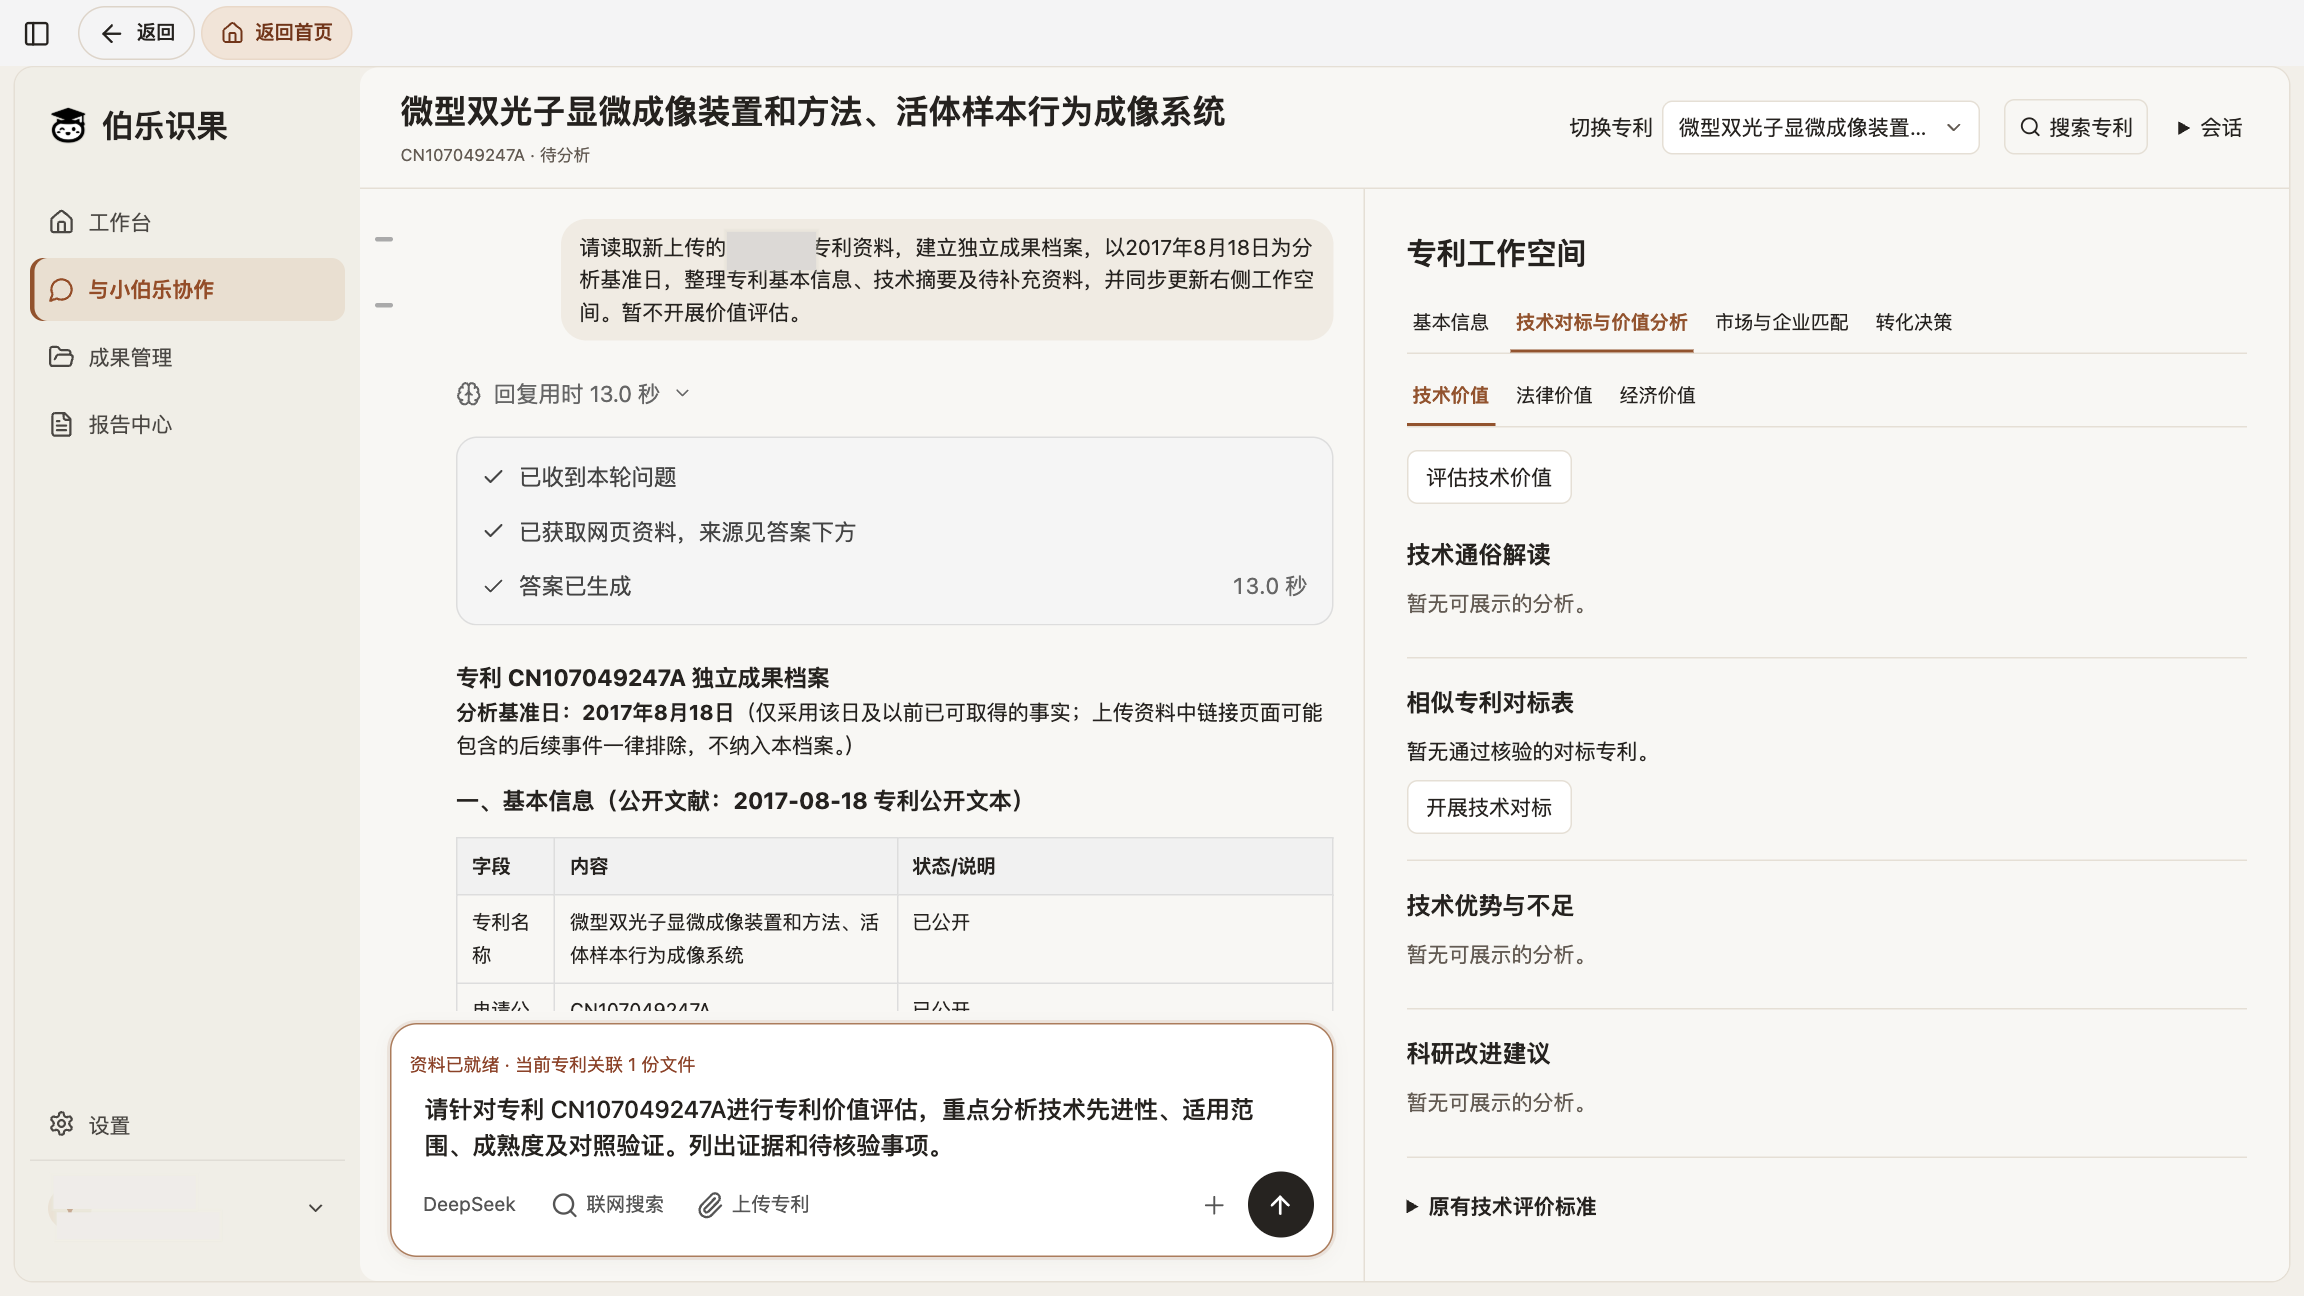 返回
返回首页
伯乐识果
工作台
与小伯乐协作
成果管理
报告中心
设置
微型双光子显微成像装置和方法、活体样本行为成像系统
CN107049247A · 待分析
切换专利
微型双光子显微成像装置...
搜索专利
▶ 会话
请读取新上传的 专利资料，建立独立成果档案，以2017年8月18日为分
析基准日，整理专利基本信息、技术摘要及待补充资料，并同步更新右侧工作空
间。暂不开展价值评估。
回复用时 13.0 秒
已收到本轮问题
已获取网页资料，来源见答案下方
答案已生成
13.0 秒
专利 CN107049247A 独立成果档案
分析基准日：2017年8月18日（仅采用该日及以前已可取得的事实；上传资料中链接页面可能
包含的后续事件一律排除，不纳入本档案。）
一、基本信息（公开文献：2017-08-18 专利公开文本）
字段 内容 状态/说明
专利名 微型双光子显微成像装置和方法、活 已公开
称 体样本行为成像系统
申请公 CN107049247A 已公开
资料已就绪 · 当前专利关联 1 份文件
请针对专利 CN107049247A进行专利价值评估，重点分析技术先进性、适用范
围、成熟度及对照验证。列出证据和待核验事项。
DeepSeek
联网搜索
上传专利
专利工作空间
基本信息 技术对标与价值分析 市场与企业匹配 转化决策
技术价值 法律价值 经济价值
评估技术价值
技术通俗解读
暂无可展示的分析。
相似专利对标表
暂无通过核验的对标专利。
开展技术对标
技术优势与不足
暂无可展示的分析。
科研改进建议
暂无可展示的分析。
▶ 原有技术评价标准